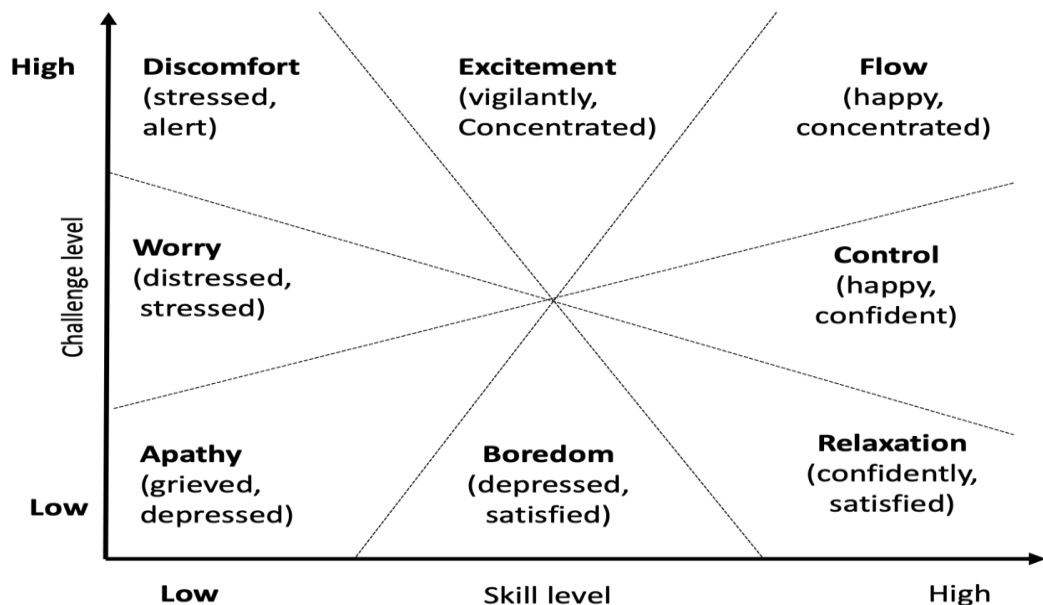 High
Discomfort
(stressed,
alert)
Excitement
(vigilantly,
Concentrated)
Flow
(happy,
concentrated)
Challenge level
Worry
(distressed,
stressed)
Control
(happy,
confident)
Low
Apathy
(grieved,
depressed)
Boredom
(depressed,
satisfied)
Relaxation
(confidently,
satisfied)
Low
Skill level
High